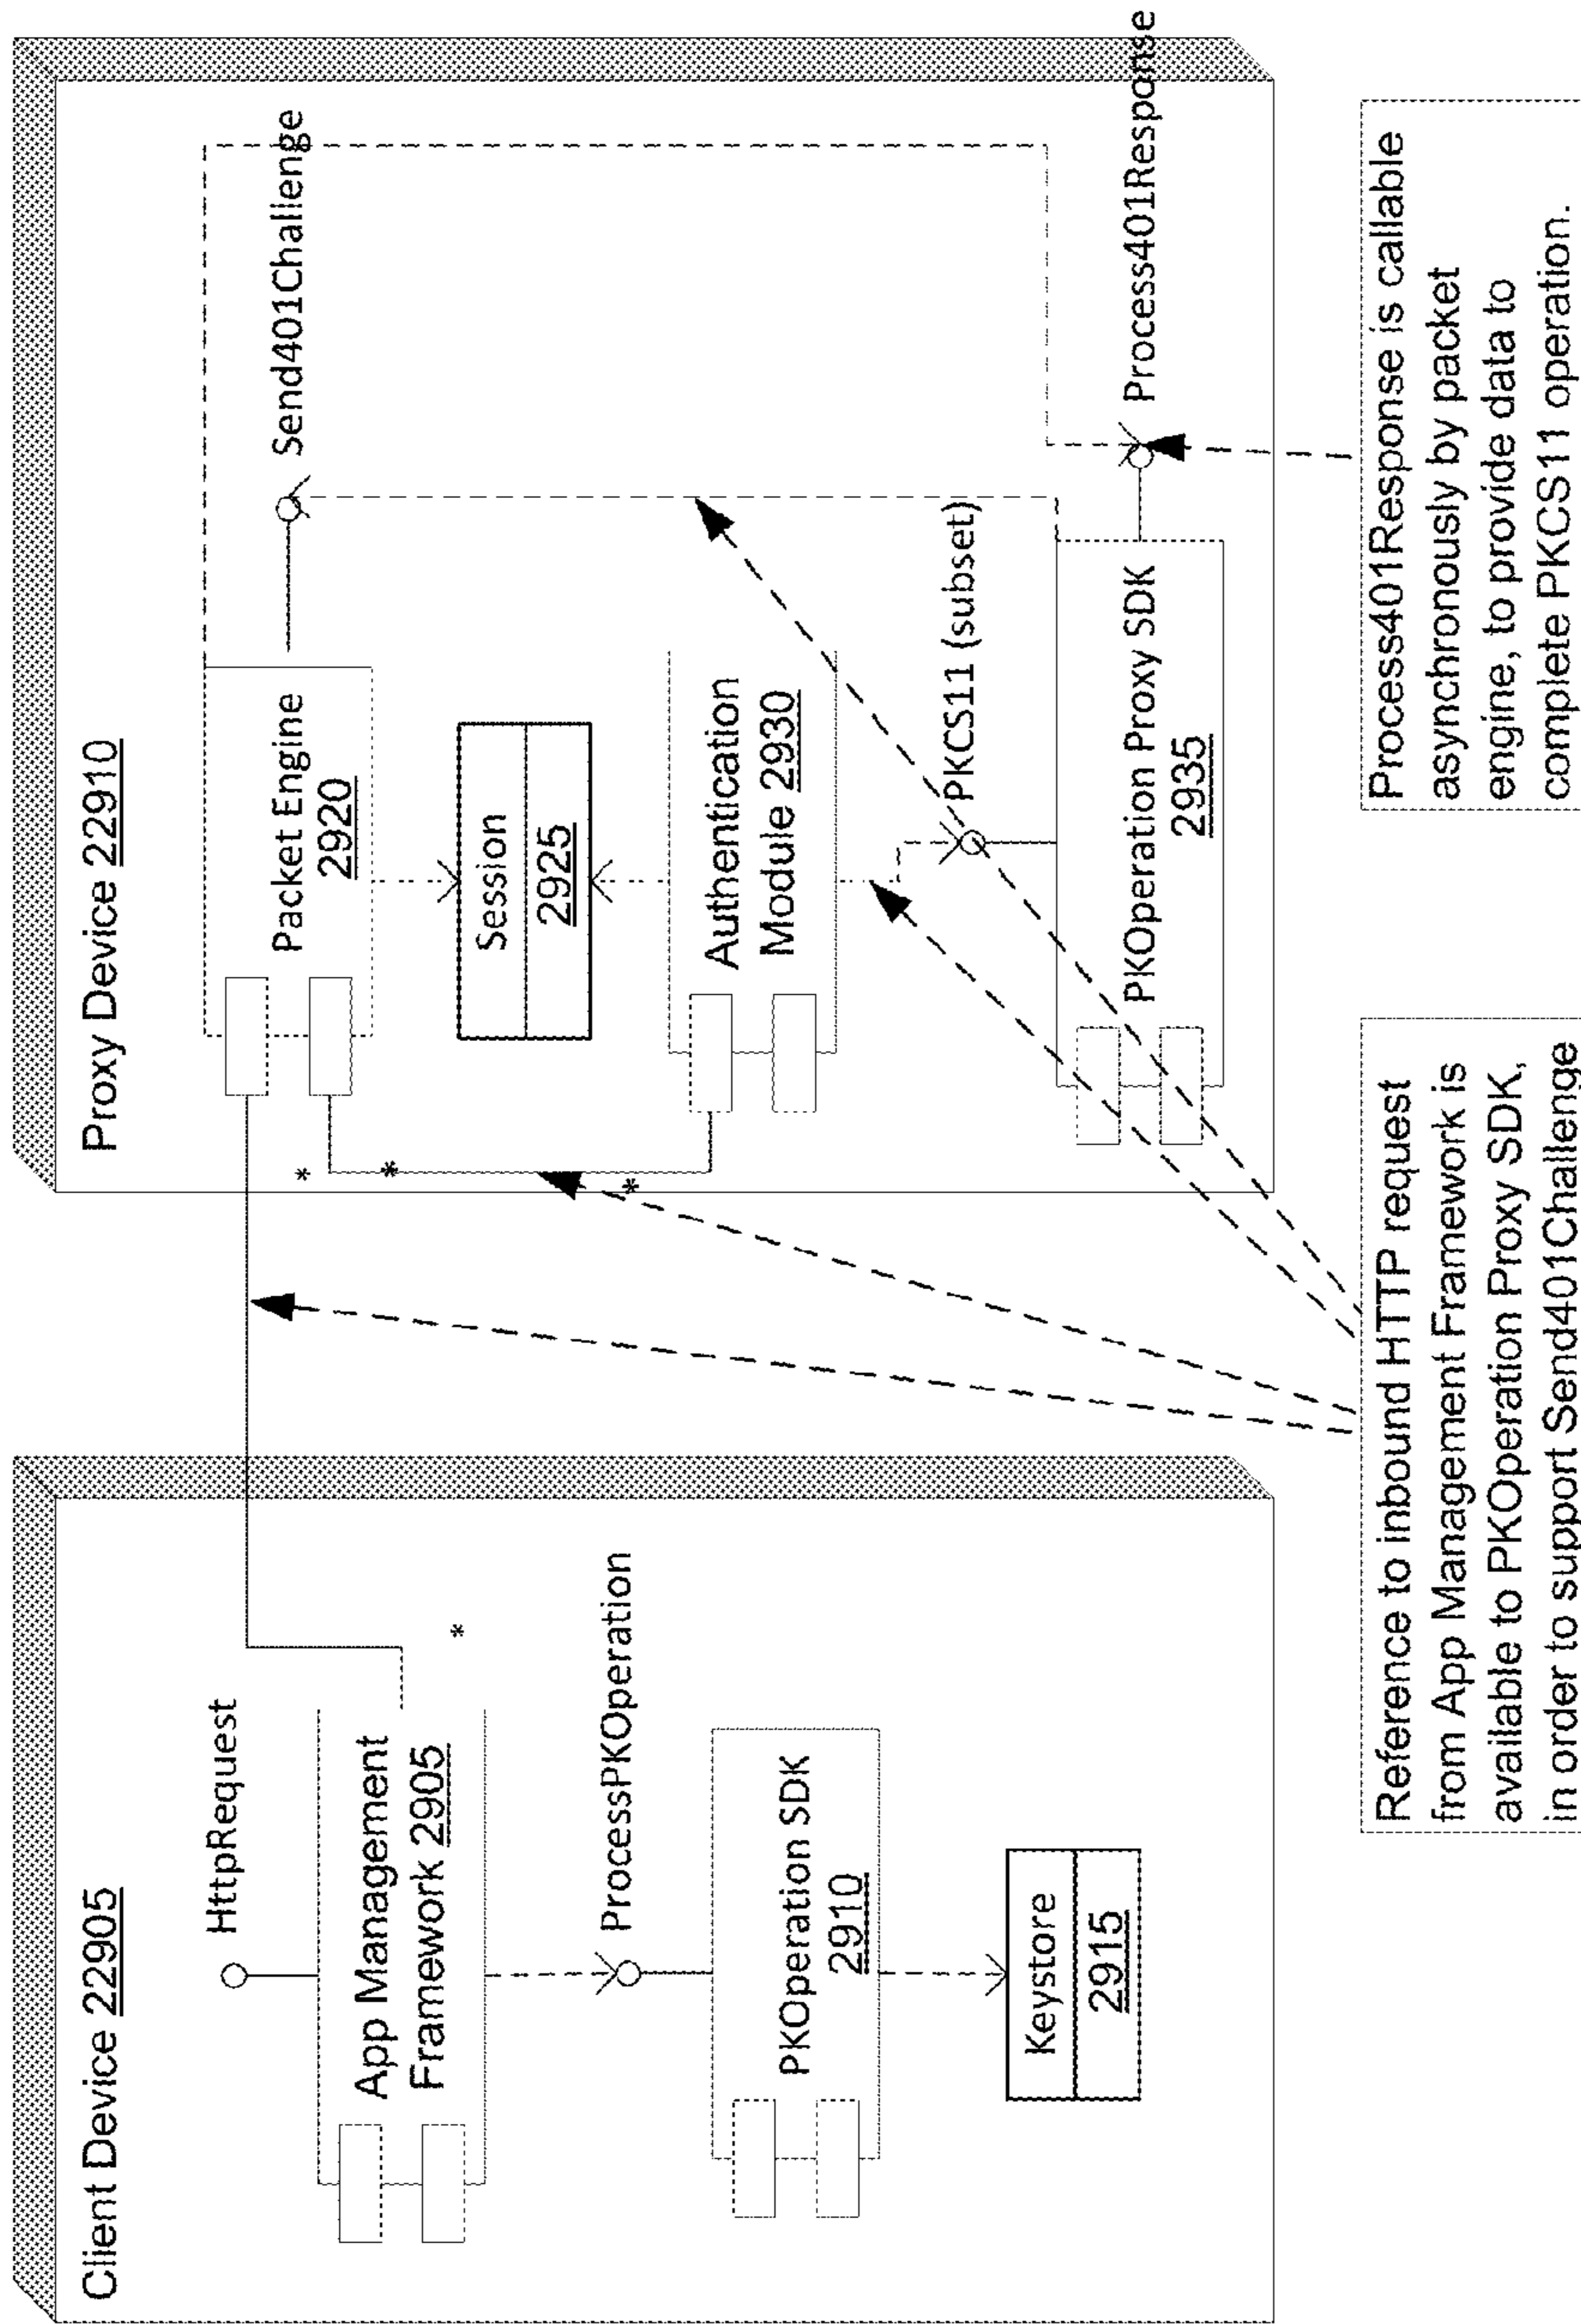 Client Device 22905
HttpRequest
App Management
Framework 2905
*
ProcessPKOperation
PKOperation SDK
2910
Keystore
2915
Proxy Device 22910
Send401Challenge
Packet Engine
2920
*
*
Session
2925
*
Authentication
Module 2930
PKCS11 (subset)
PKOperation Proxy SDK
2935
Process401Response
Reference to inbound HTTP request
from App Management Framework is
available to PKOperation Proxy SDK,
in order to support Send401Challenge
Process401Response is callable
asynchronously by packet
engine, to provide data to
complete PKCS11 operation.